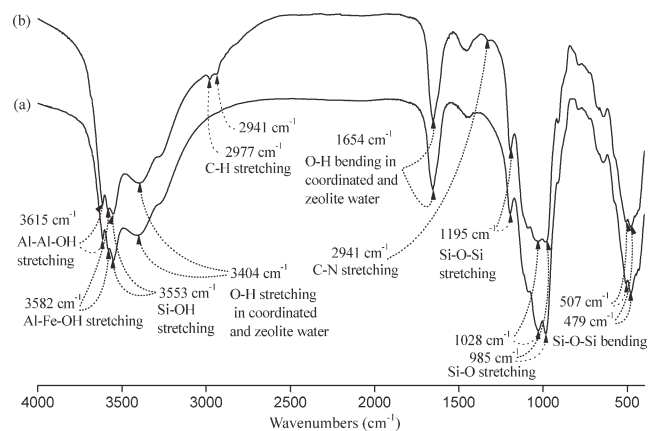 (b)
(a)
2941 cm-1
2977 cm-1
C-H stretching
1654 cm-1
O-H bending in
coordinated and
zeolite water
2941 cm-1
C-N stretching
1195 cm-1
Si-O-Si
stretching
3615 cm-1
Al-Al-OH
stretching
3582 cm-1
Al-Fe-OH stretching
3553 cm-1
Si-OH
stretching
3404 cm-1
O-H stretching
in coordinated
and zeolite water
507 cm-1
479 cm-1
Si-O-Si bending
1028 cm-1
985 cm-1
Si-O stretching
4000 3500 3000 2500 2000 1500 1000 500
Wavenumbers (cm-1)